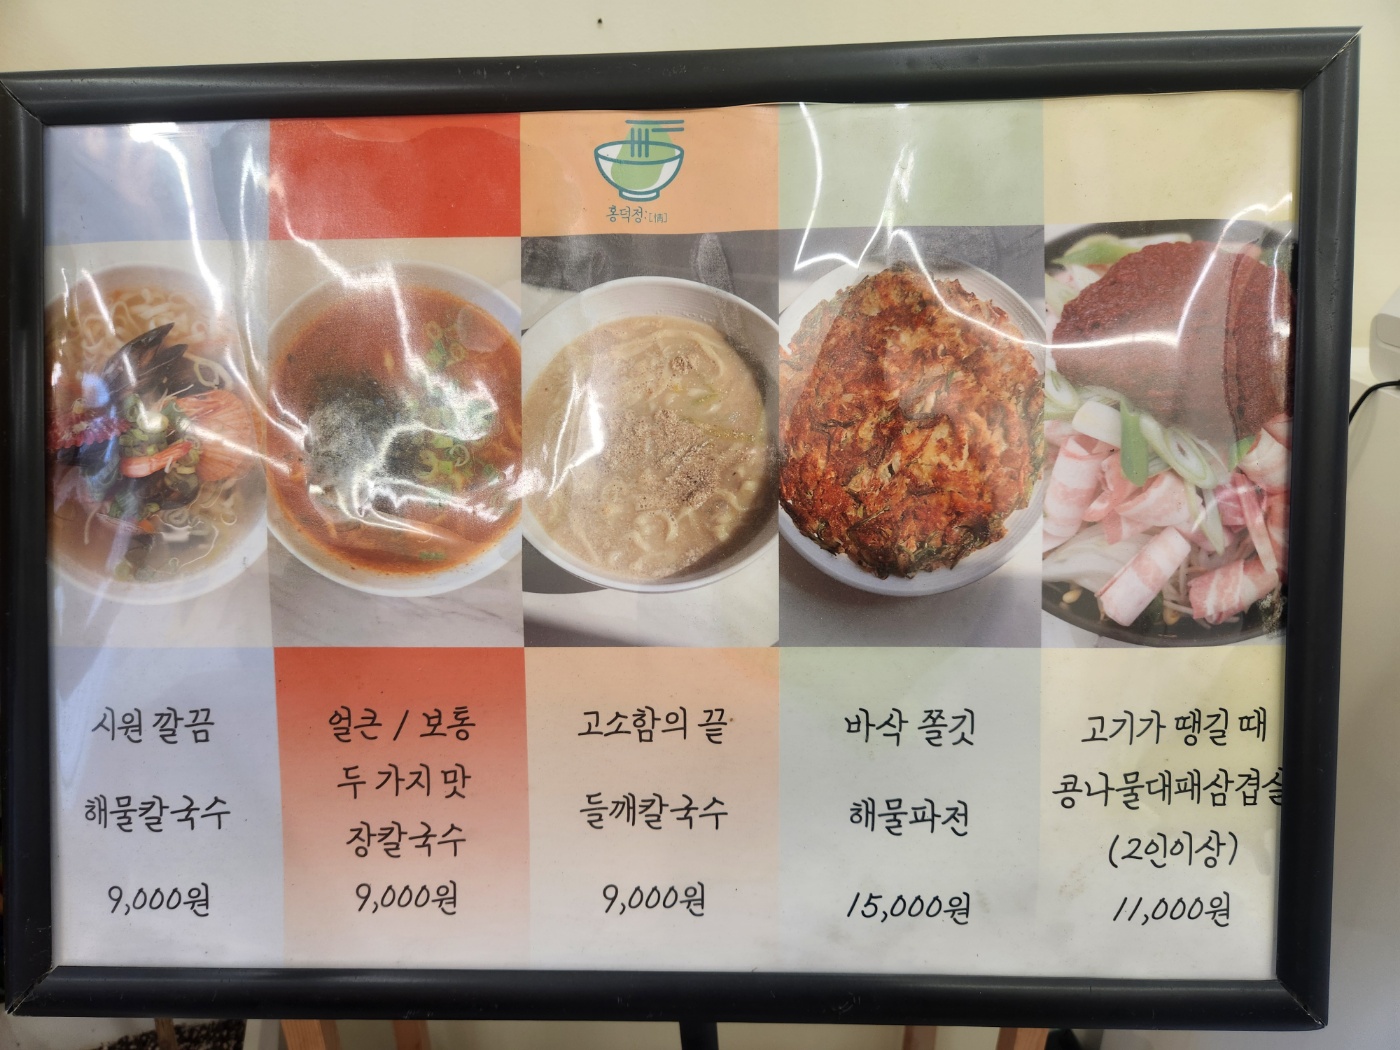 홍덕정:[情]
시원 깔끔
해물칼국수
9,000원
얼큰 / 보통
두 가지 맛
장칼국수
9,000원
고소함의 끝
들깨칼국수
9,000원
바삭 쫄깃
해물파전
15,000원
고기가 땡길 때
콩나물대패삼겹살
(2인이상)
11,000원